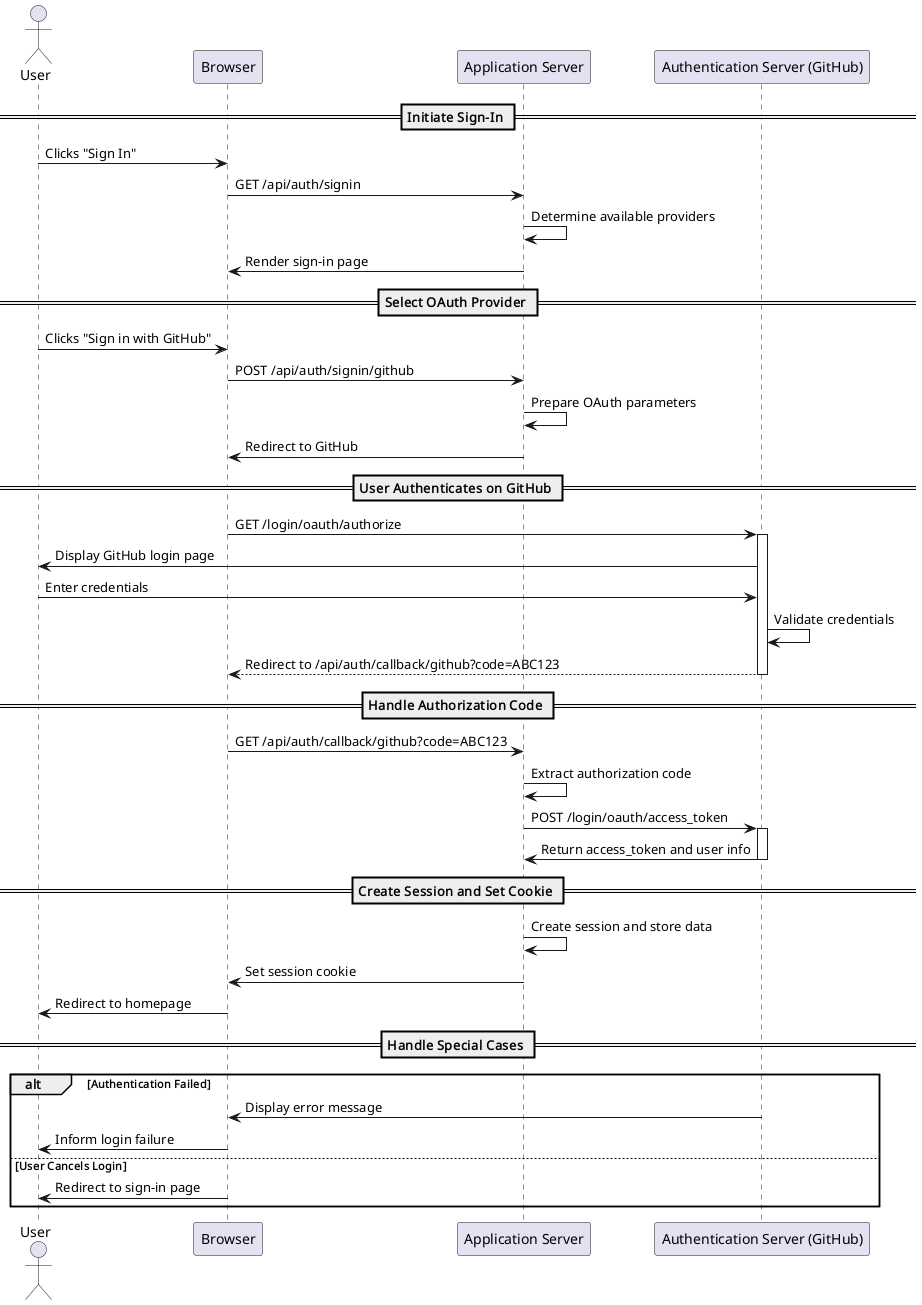 User
Browser
Application Server
Authentication Server (GitHub)
Initiate Sign-In
Clicks "Sign In"
GET /api/auth/signin
Determine available providers
Render sign-in page
Select OAuth Provider
Clicks "Sign in with GitHub"
POST /api/auth/signin/github
Prepare OAuth parameters
Redirect to GitHub
User Authenticates on GitHub
GET /login/oauth/authorize
Display GitHub login page
Enter credentials
Validate credentials
Redirect to /api/auth/callback/github?code=ABC123
Handle Authorization Code
GET /api/auth/callback/github?code=ABC123
Extract authorization code
POST /login/oauth/access_token
Return access_token and user info
Create Session and Set Cookie
Create session and store data
Set session cookie
Redirect to homepage
Handle Special Cases
alt
[Authentication Failed]
Display error message
Inform login failure
[User Cancels Login]
Redirect to sign-in page
User
Browser
Application Server
Authentication Server (GitHub)